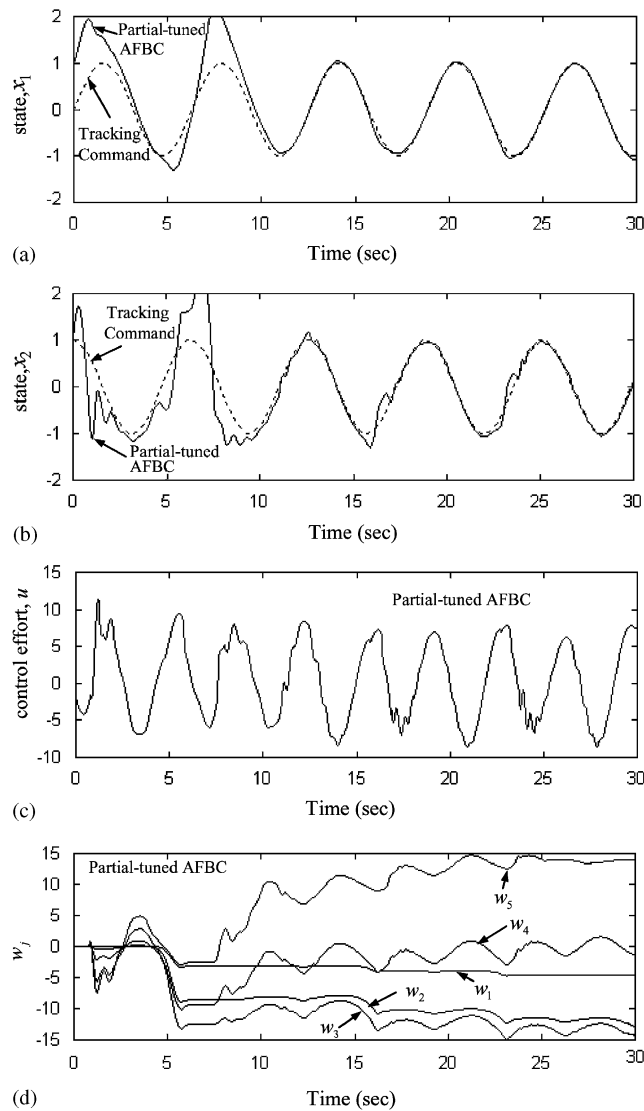 2
1
0
-1
-2
state, x1
Partial-tuned
AFBC
Tracking
Command
0 5 10 15 20 25 30
(a)
Time (sec)
2
1
0
-1
-2
state, x2
Tracking
Command
Partial-tuned
AFBC
0 5 10 15 20 25 30
(b)
Time (sec)
15
10
5
0
-5
-10
control effort, u
Partial-tuned AFBC
0 5 10 15 20 25 30
(c)
Time (sec)
15
10
5
0
-5
-10
-15
wj
Partial-tuned AFBC
w5
w4
w1
w2
w3
0 5 10 15 20 25 30
(d)
Time (sec)